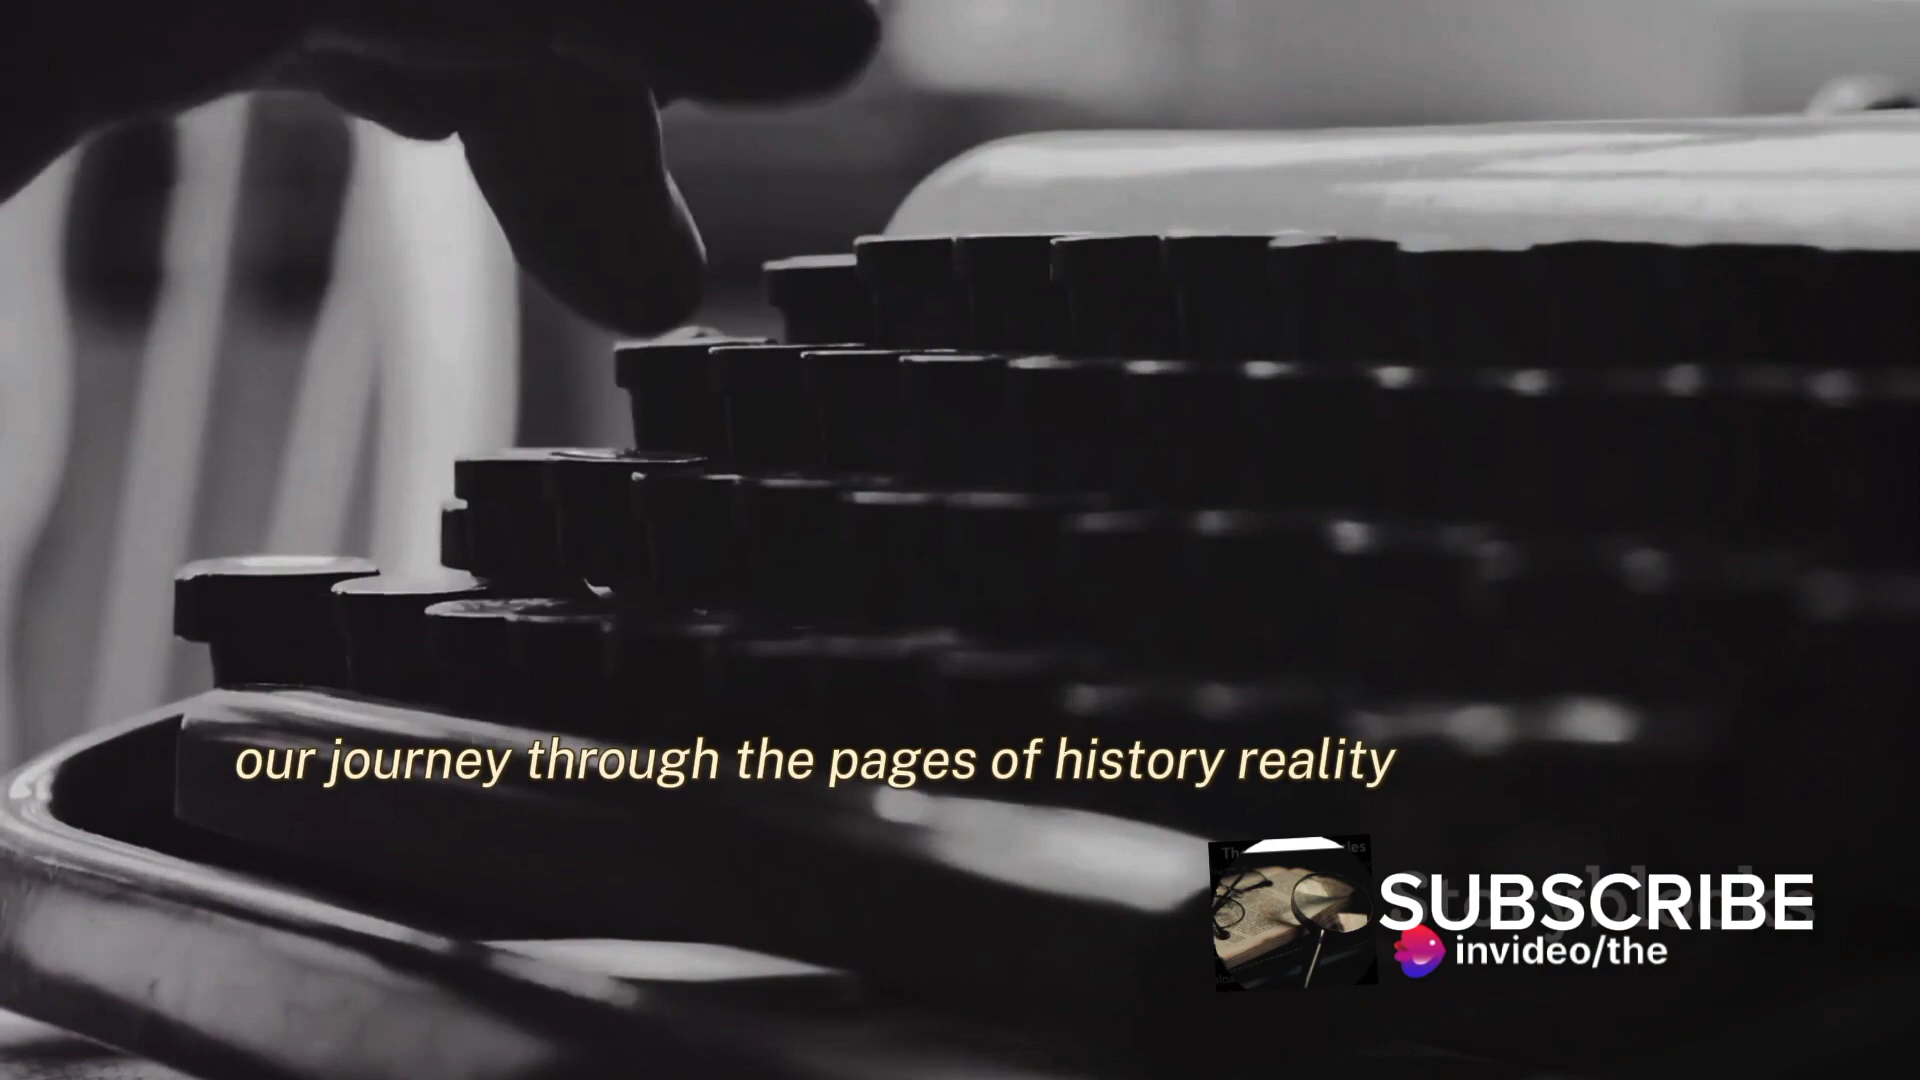 our journey through the pages of history reality
SUBSCRIBE
invideo/the